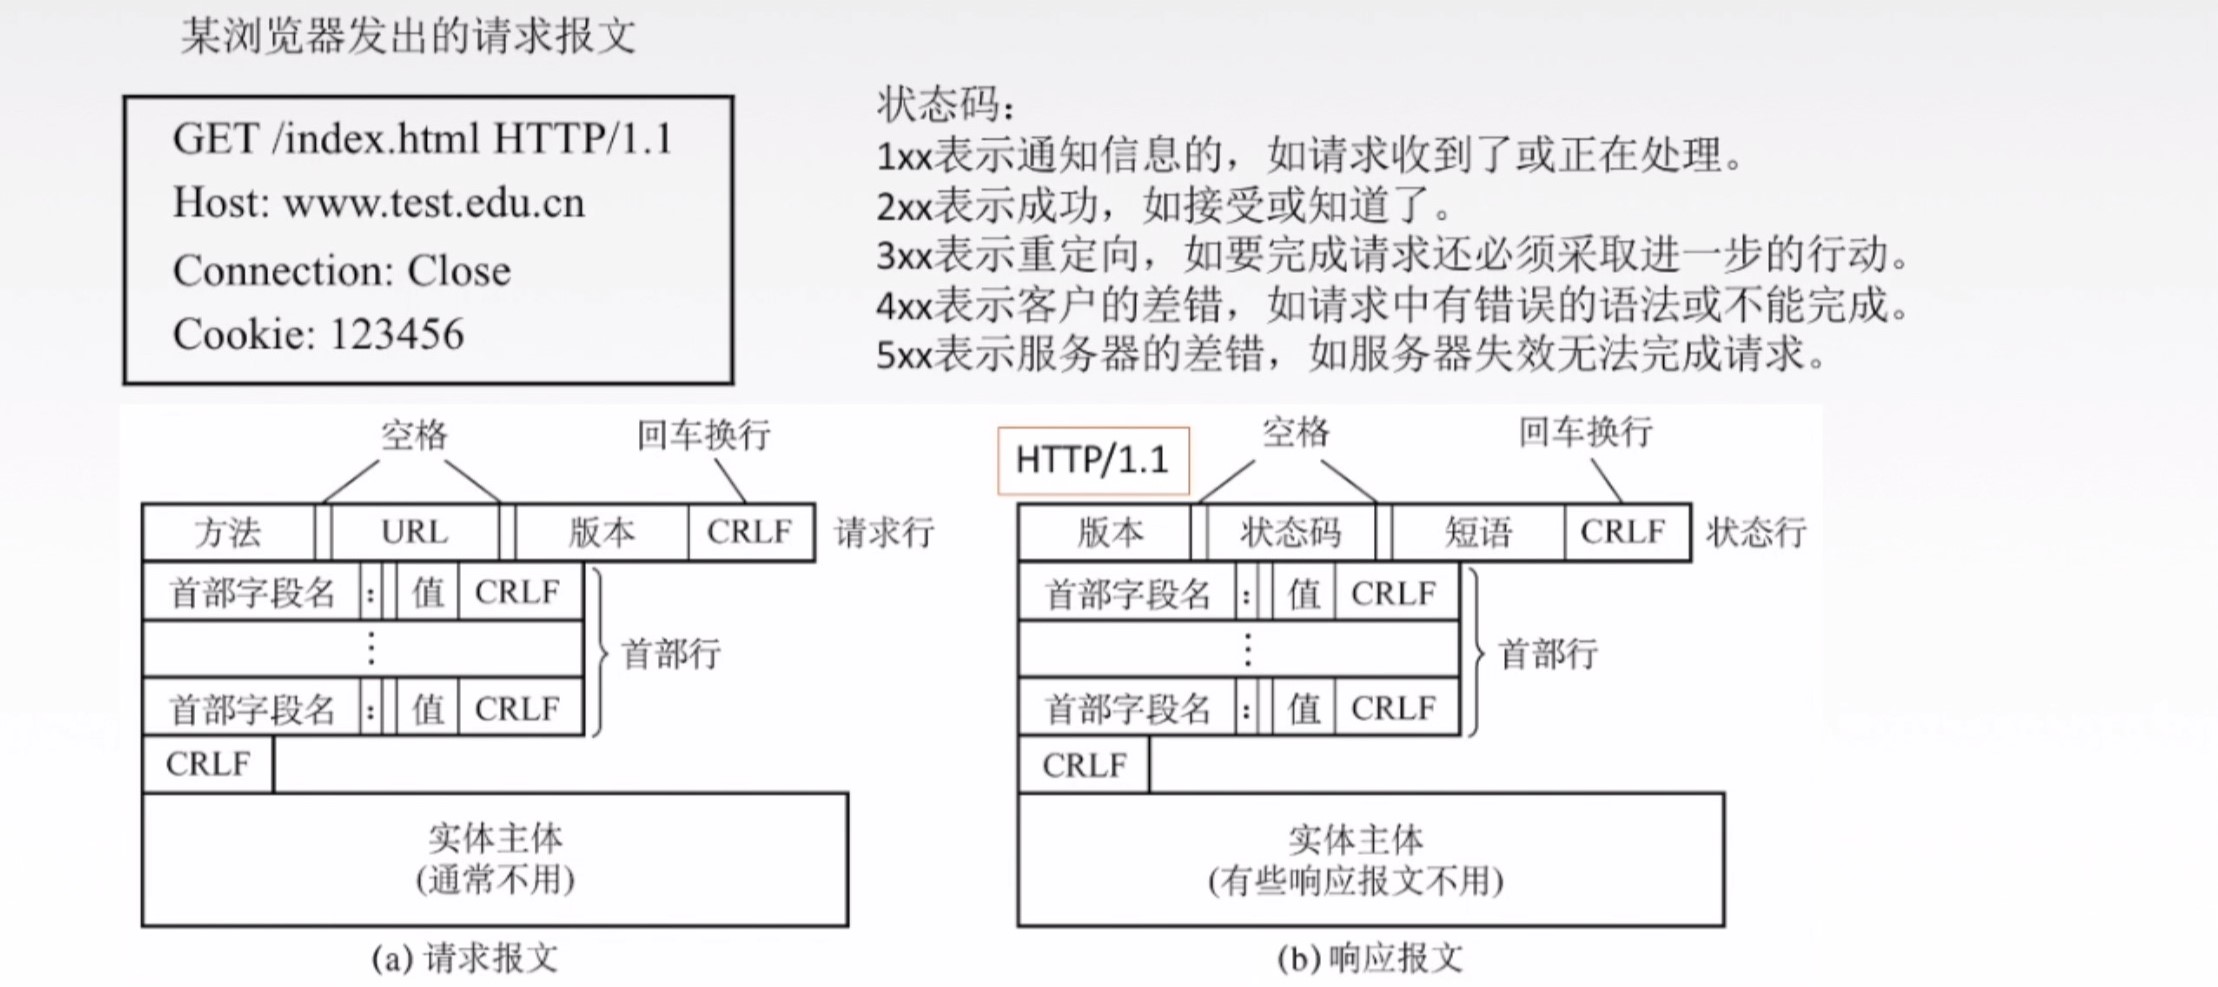 某浏览器发出的请求报文
GET /index.html HTTP/1.1
Host: www.test.edu.cn
Connection: Close
Cookie: 123456
状态码：
1xx表示通知信息的，如请求收到了或正在处理。
2xx表示成功，如接受或知道了。
3xx表示重定向，如要完成请求还必须采取进一步的行动。
4xx表示客户的差错，如请求中有错误的语法或不能完成。
5xx表示服务器的差错，如服务器失效无法完成请求。
空格 回车换行
方法 URL 版本 CRLF 请求行
首部字段名 : 值 CRLF
⋮ 首部行
首部字段名 : 值 CRLF
CRLF
实体主体
(通常不用)
(a) 请求报文
HTTP/1.1 空格 回车换行
版本 状态码 短语 CRLF 状态行
首部字段名 : 值 CRLF
⋮ 首部行
首部字段名 : 值 CRLF
CRLF
实体主体
(有些响应报文不用)
(b) 响应报文